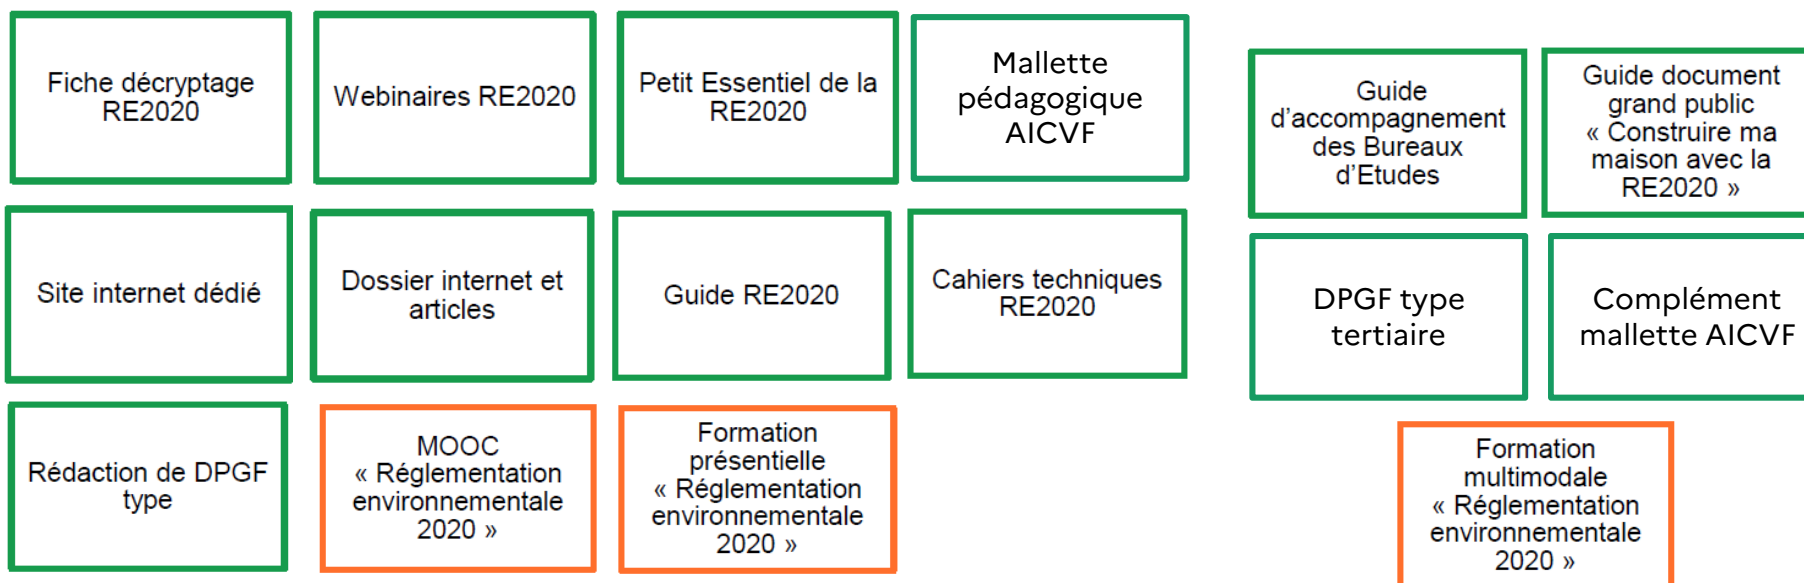 Fiche décryptage
RE2020
Webinaires RE2020
Petit Essentiel de la
RE2020
Mallette
pédagogique
AICVF
Site internet dédié
Dossier internet et
articles
Guide RE2020
Cahiers techniques
RE2020
Rédaction de DPGF
type
MOOC
« Réglementation
environnementale
2020 »
Formation
présentielle
« Réglementation
environnementale
2020 »
Guide
d'accompagnement
des Bureaux
d'Etudes
Guide document
grand public
« Construire ma
maison avec la
RE2020 »
DPGF type
tertiaire
Complément
mallette AICVF
Formation
multimodale
« Réglementation
environnementale
2020 »